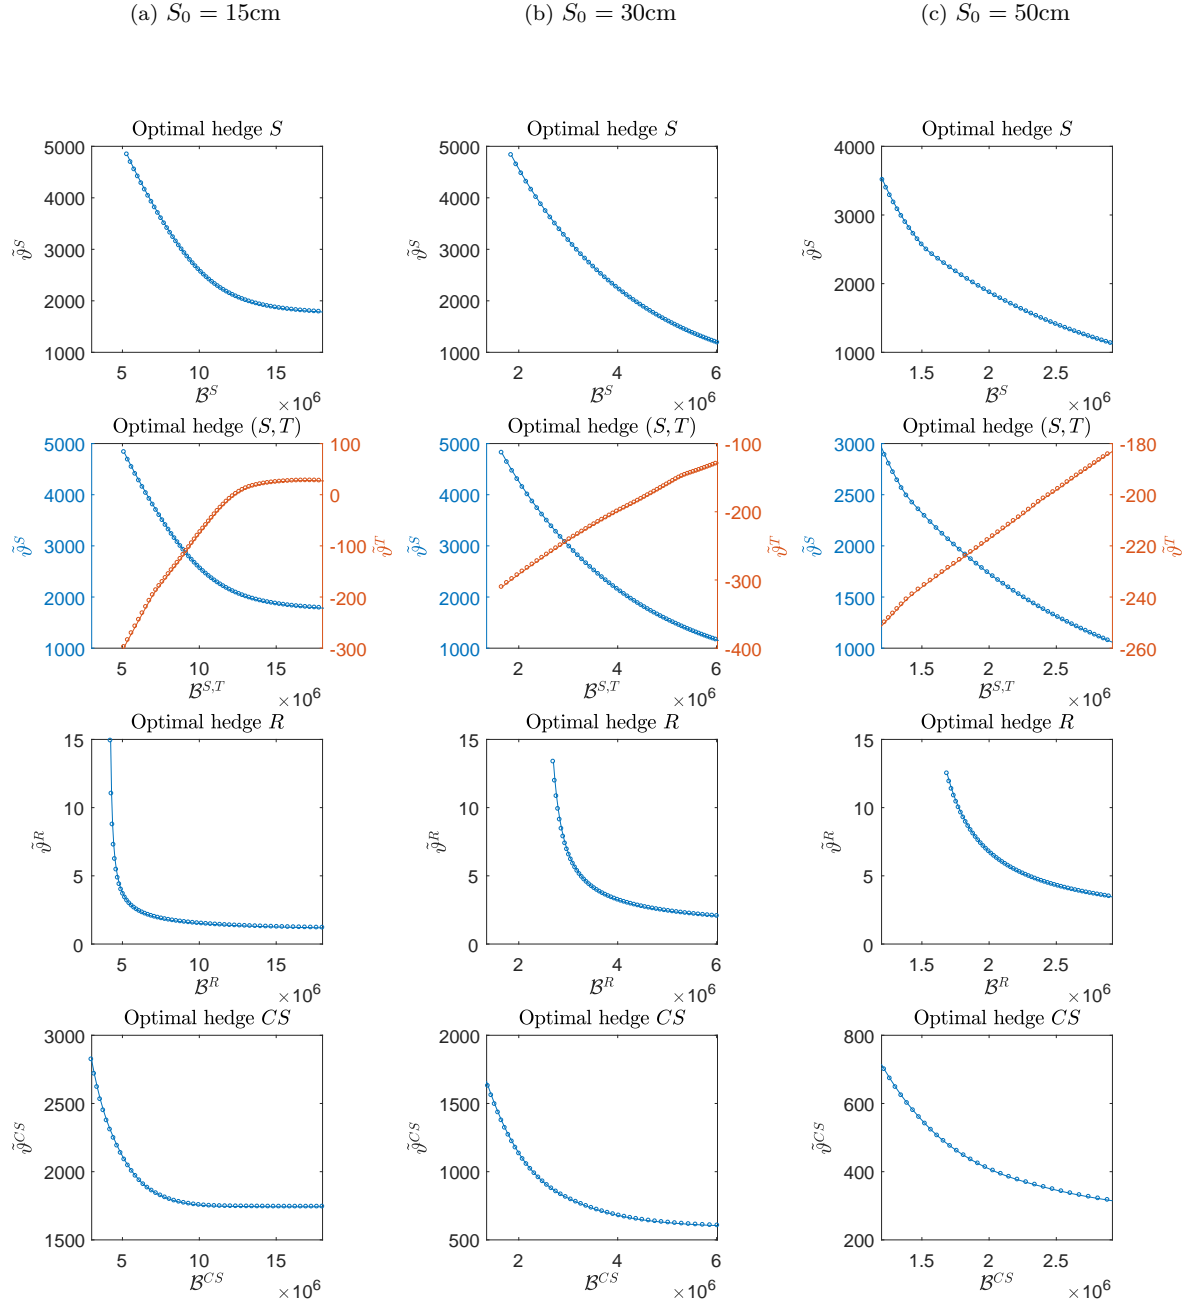 (a) S₀ = 15cm (b) S₀ = 30cm (c) S₀ = 50cm
Optimal hedge S Optimal hedge S Optimal hedge S
5000 4000 3000 2000 1000
ϑ̃^S
5 10 15
B^S
×10^6
5000 4000 3000 2000 1000
ϑ̃^S
2 4 6
B^S
×10^6
4000 3000 2000 1000
ϑ̃^S
1.5 2 2.5
B^S
×10^6
Optimal hedge (S,T) Optimal hedge (S,T) Optimal hedge (S,T)
5000 4000 3000 2000 1000
ϑ̃^S
100 0 -100 -200 -300
ϑ̃^T
5 10 15
B^{S,T}
×10^6
5000 4000 3000 2000 1000
ϑ̃^S
-100 -200 -300 -400
ϑ̃^T
2 4 6
B^{S,T}
×10^6
3000 2500 2000 1500 1000
ϑ̃^S
-180 -200 -220 -240 -260
ϑ̃^T
1.5 2 2.5
B^{S,T}
×10^6
Optimal hedge R Optimal hedge R Optimal hedge R
15 10 5 0
ϑ̃^R
5 10 15
B^R
×10^6
15 10 5 0
ϑ̃^R
2 4 6
B^R
×10^6
15 10 5 0
ϑ̃^R
1.5 2 2.5
B^R
×10^6
Optimal hedge CS Optimal hedge CS Optimal hedge CS
3000 2500 2000 1500
ϑ̃^{CS}
5 10 15
B^{CS}
×10^6
2000 1500 1000 500
ϑ̃^{CS}
2 4 6
B^{CS}
×10^6
800 600 400 200
ϑ̃^{CS}
1.5 2 2.5
B^{CS}
×10^6